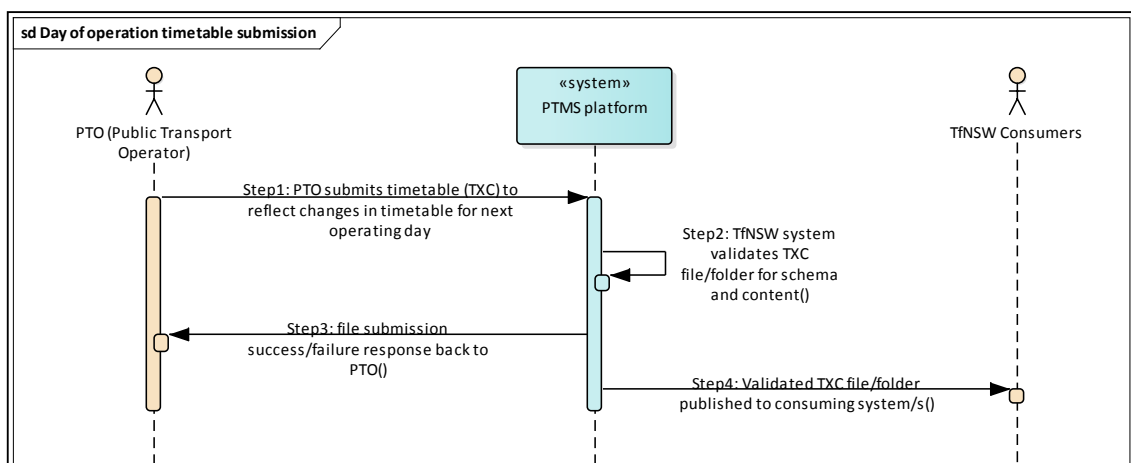 sd Day of operation timetable submission
«system»
PTMS platform
PTO (Public Transport
Operator)
TfNSW Consumers
Step1: PTO submits timetable (TXC) to
reflect changes in timetable for next
operating day
Step2: TfNSW system
validates TXC
file/folder for schema
and content()
Step3: file submission
success/failure response back to
PTO()
Step4: Validated TXC file/folder
published to consuming system/s()